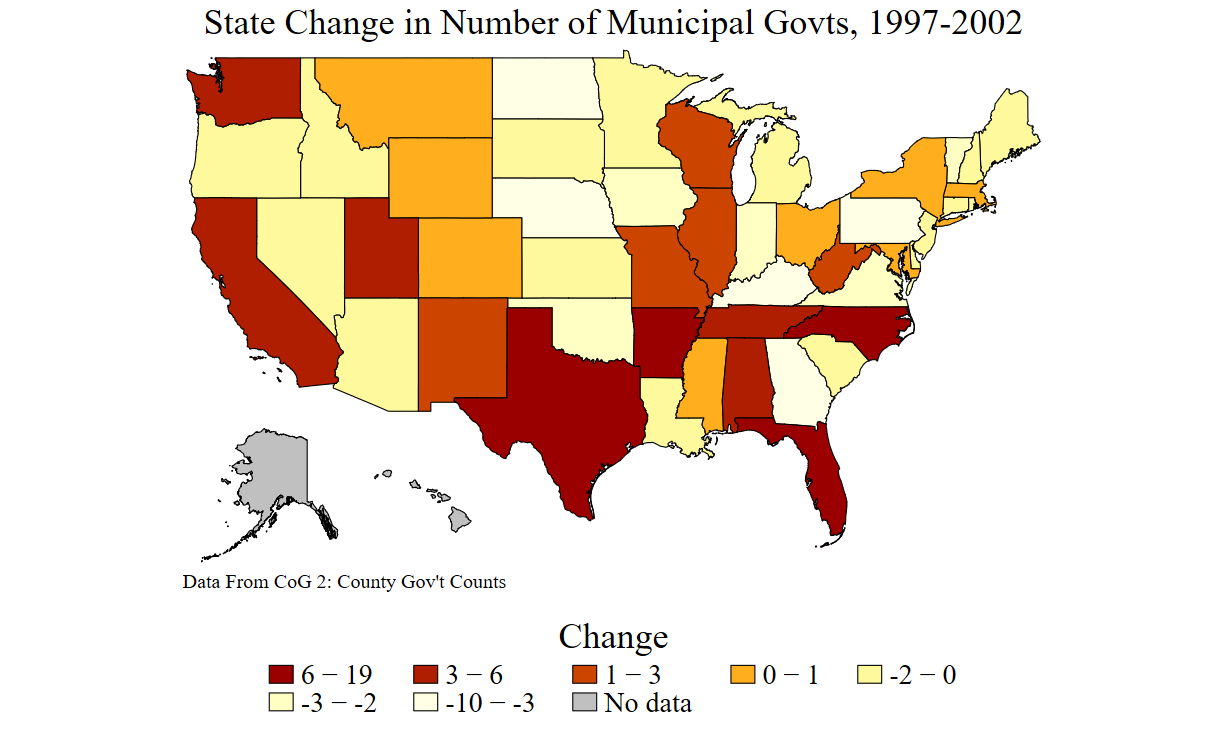 State Change in Number of Municipal Govts, 1997-2002
Data From CoG 2: County Gov't Counts
Change
6 − 19 3 − 6 1 − 3 0 − 1 -2 − 0
-3 − -2 -10 − -3 No data